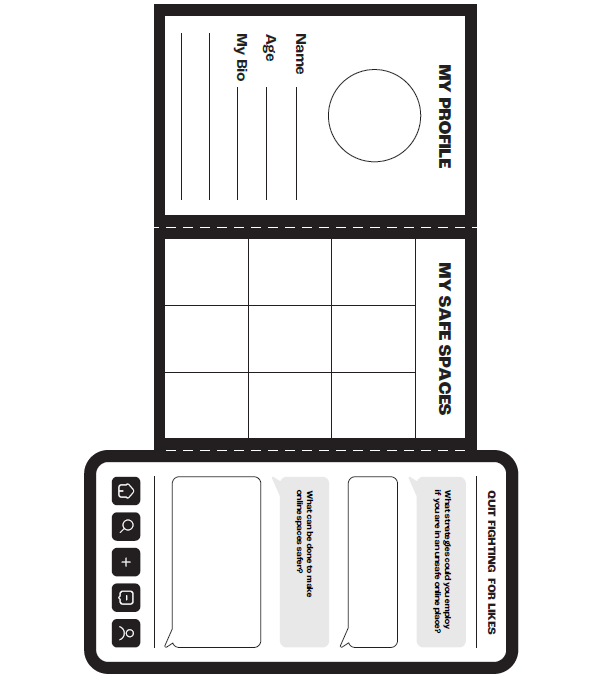 MY PROFILE
Name
Age
My Bio
MY SAFE SPACES
QUIT FIGHTING FOR LIKES
What strategies could you employ
if you are in an unsafe online place?
What can be done to make
online spaces safer?